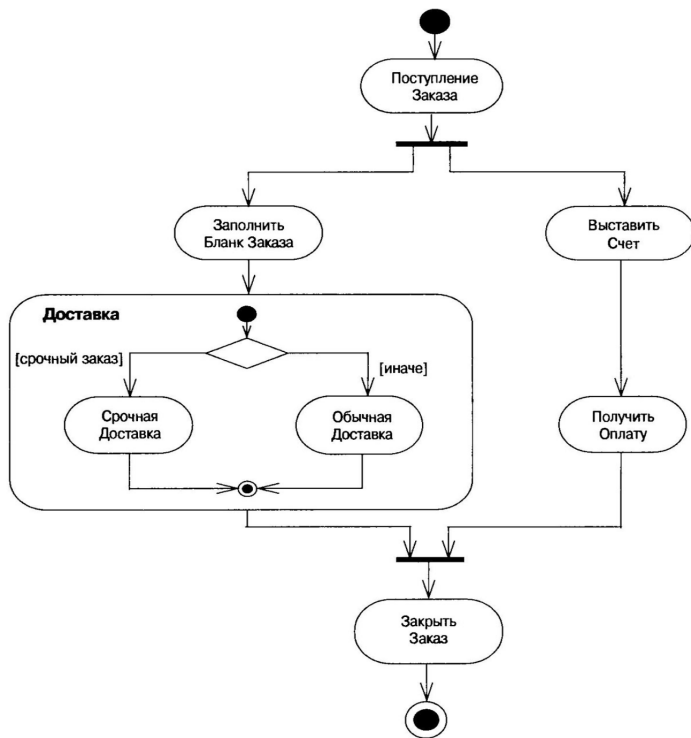 Поступление
Заказа
Заполнить
Бланк Заказа
Выставить
Счет
Доставка
[срочный заказ]
[иначе]
Срочная
Доставка
Обычная
Доставка
Получить
Оплату
Закрыть
Заказ